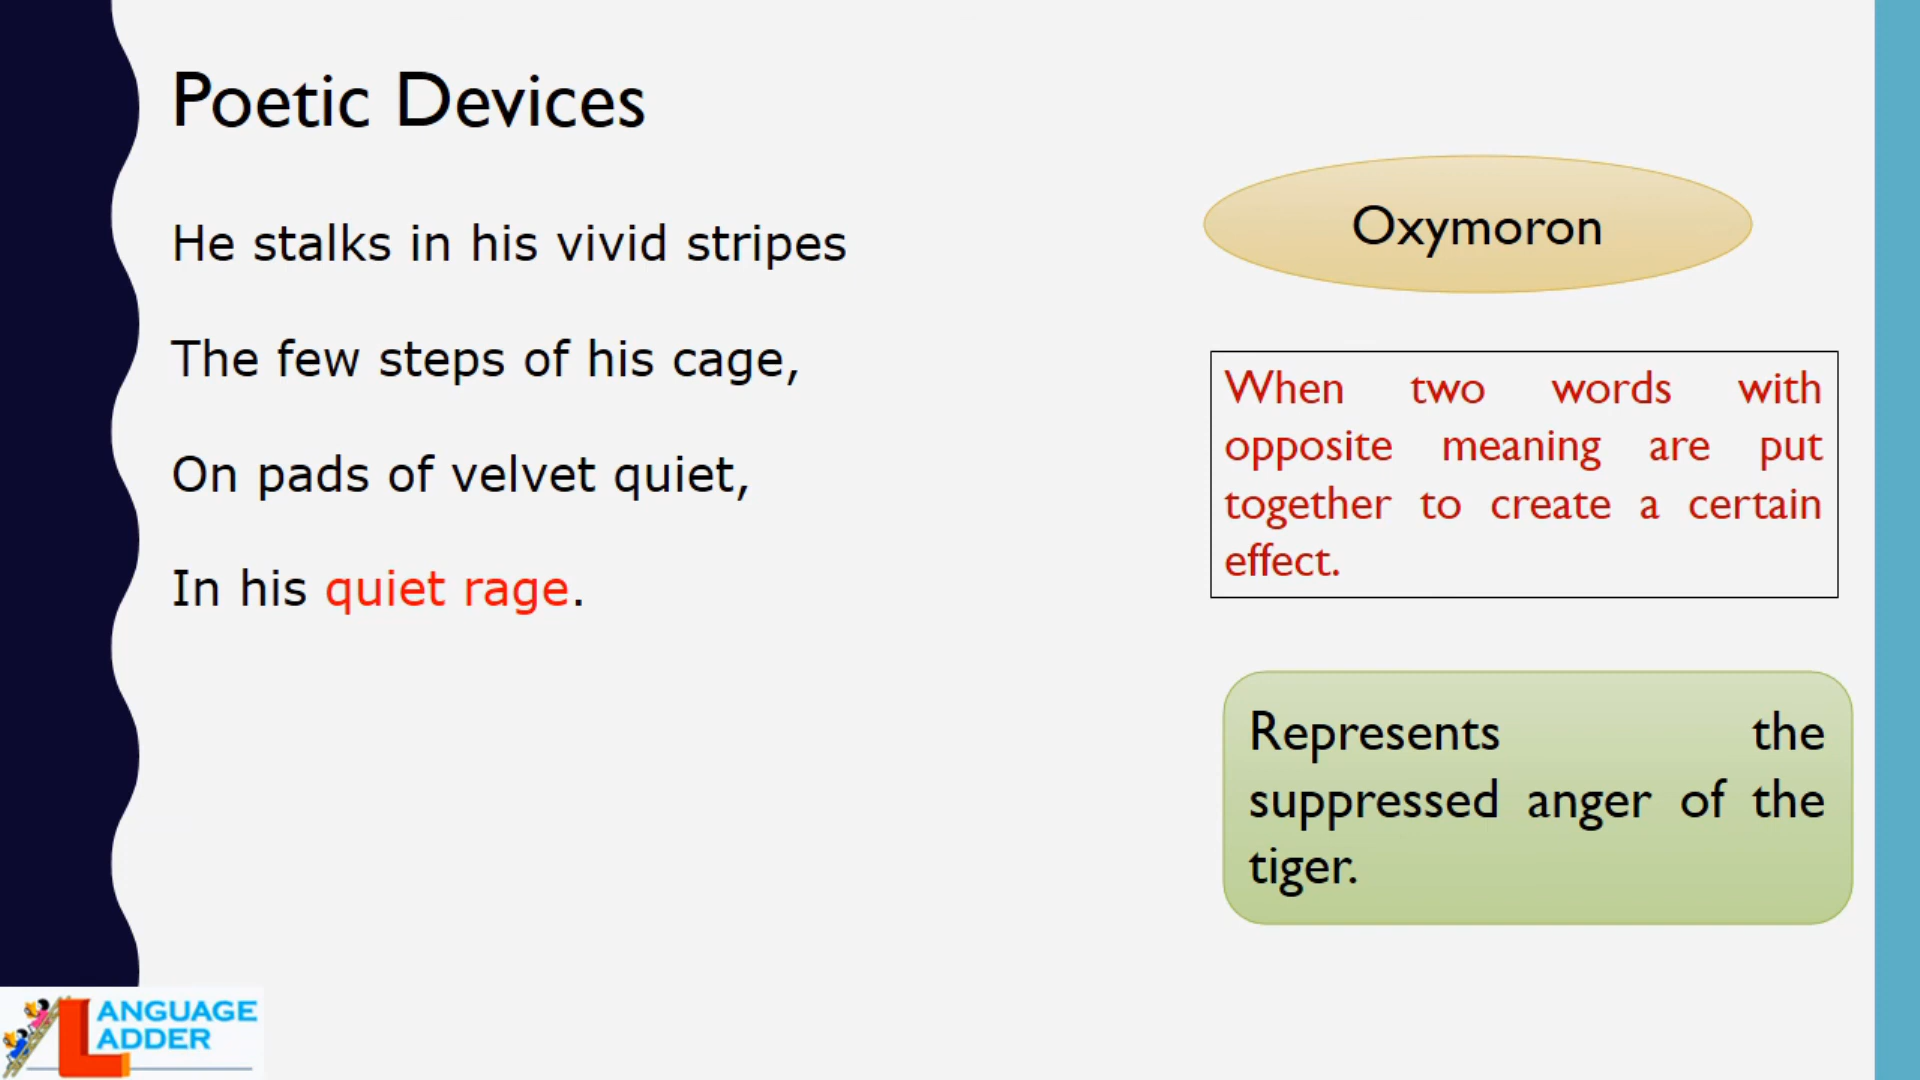 Poetic Devices
He stalks in his vivid stripes
The few steps of his cage,
On pads of velvet quiet,
In his quiet rage.
Oxymoron
When two words with
opposite meaning are put
together to create a certain
effect.
Represents the
suppressed anger of the
tiger.
LANGUAGE
LADDER